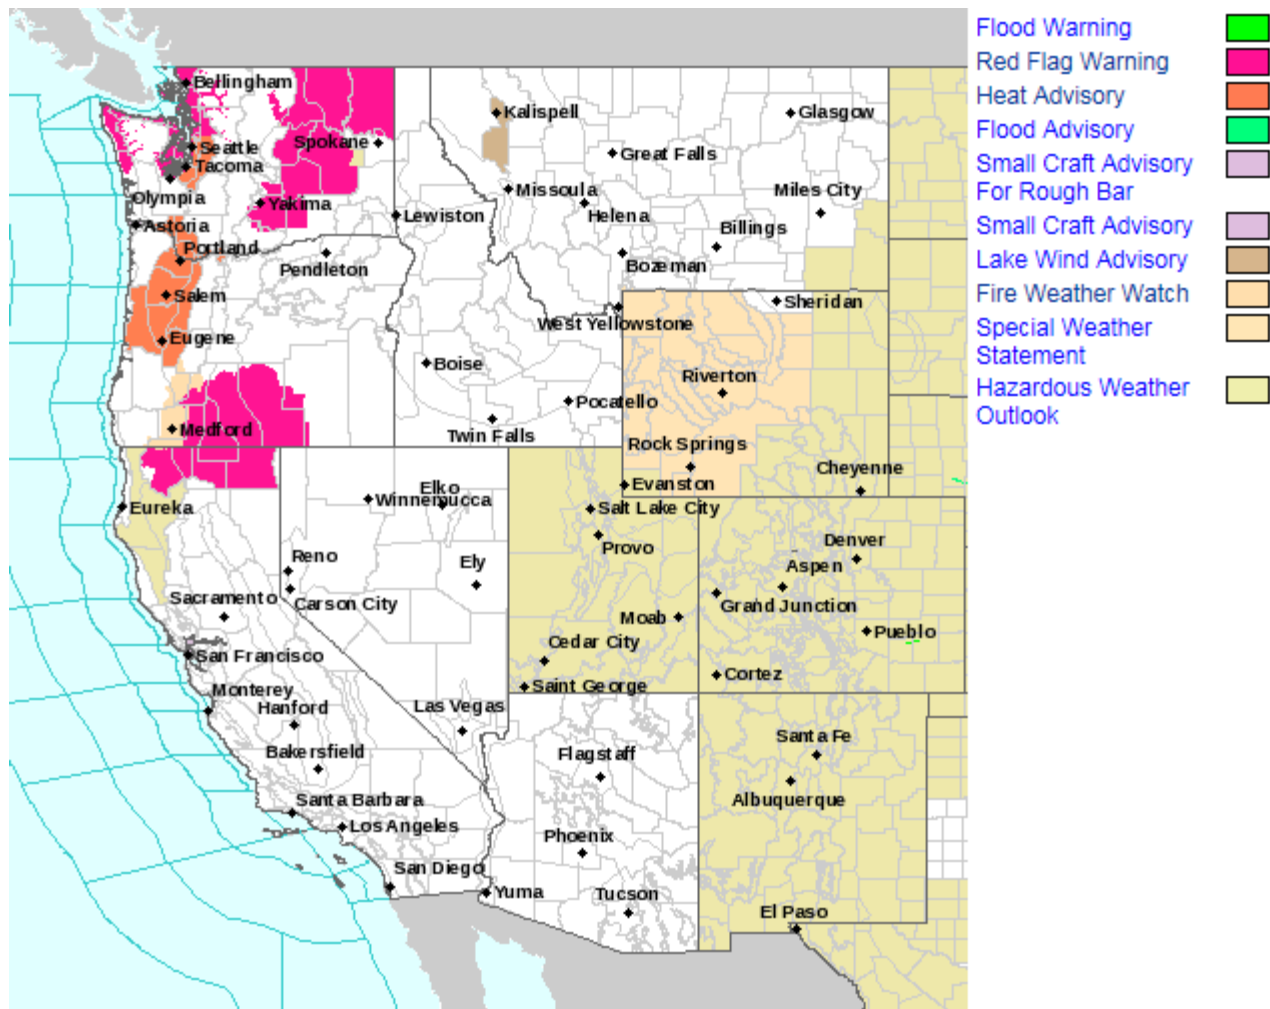 Flood Warning
Red Flag Warning
Heat Advisory
Flood Advisory
Small Craft Advisory
For Rough Bar
Small Craft Advisory
Lake Wind Advisory
Fire Weather Watch
Special Weather
Statement
Hazardous Weather
Outlook
Bellingham
Kalispell
Glasgow
Seattle
Spokane
Great Falls
Tacoma
Olympia
Missoula
Miles City
Yakima
Helena
Lewiston
Astoria
Billings
Portland
Pendleton
Bozeman
Salem
Sheridan
West Yellowstone
Eugene
Boise
Riverton
Pocatello
Medford
Twin Falls
Rock Springs
Cheyenne
Evanston
Elko
Winnemucca
Eureka
Salt Lake City
Provo
Denver
Reno
Ely
Aspen
Sacramento
Carson City
Grand Junction
Moab
Pueblo
Cedar City
San Francisco
Cortez
Saint George
Monterey
Hanford
Las Vegas
Santa Fe
Bakersfield
Flagstaff
Albuquerque
Santa Barbara
Los Angeles
Phoenix
San Diego
Yuma
Tucson
El Paso